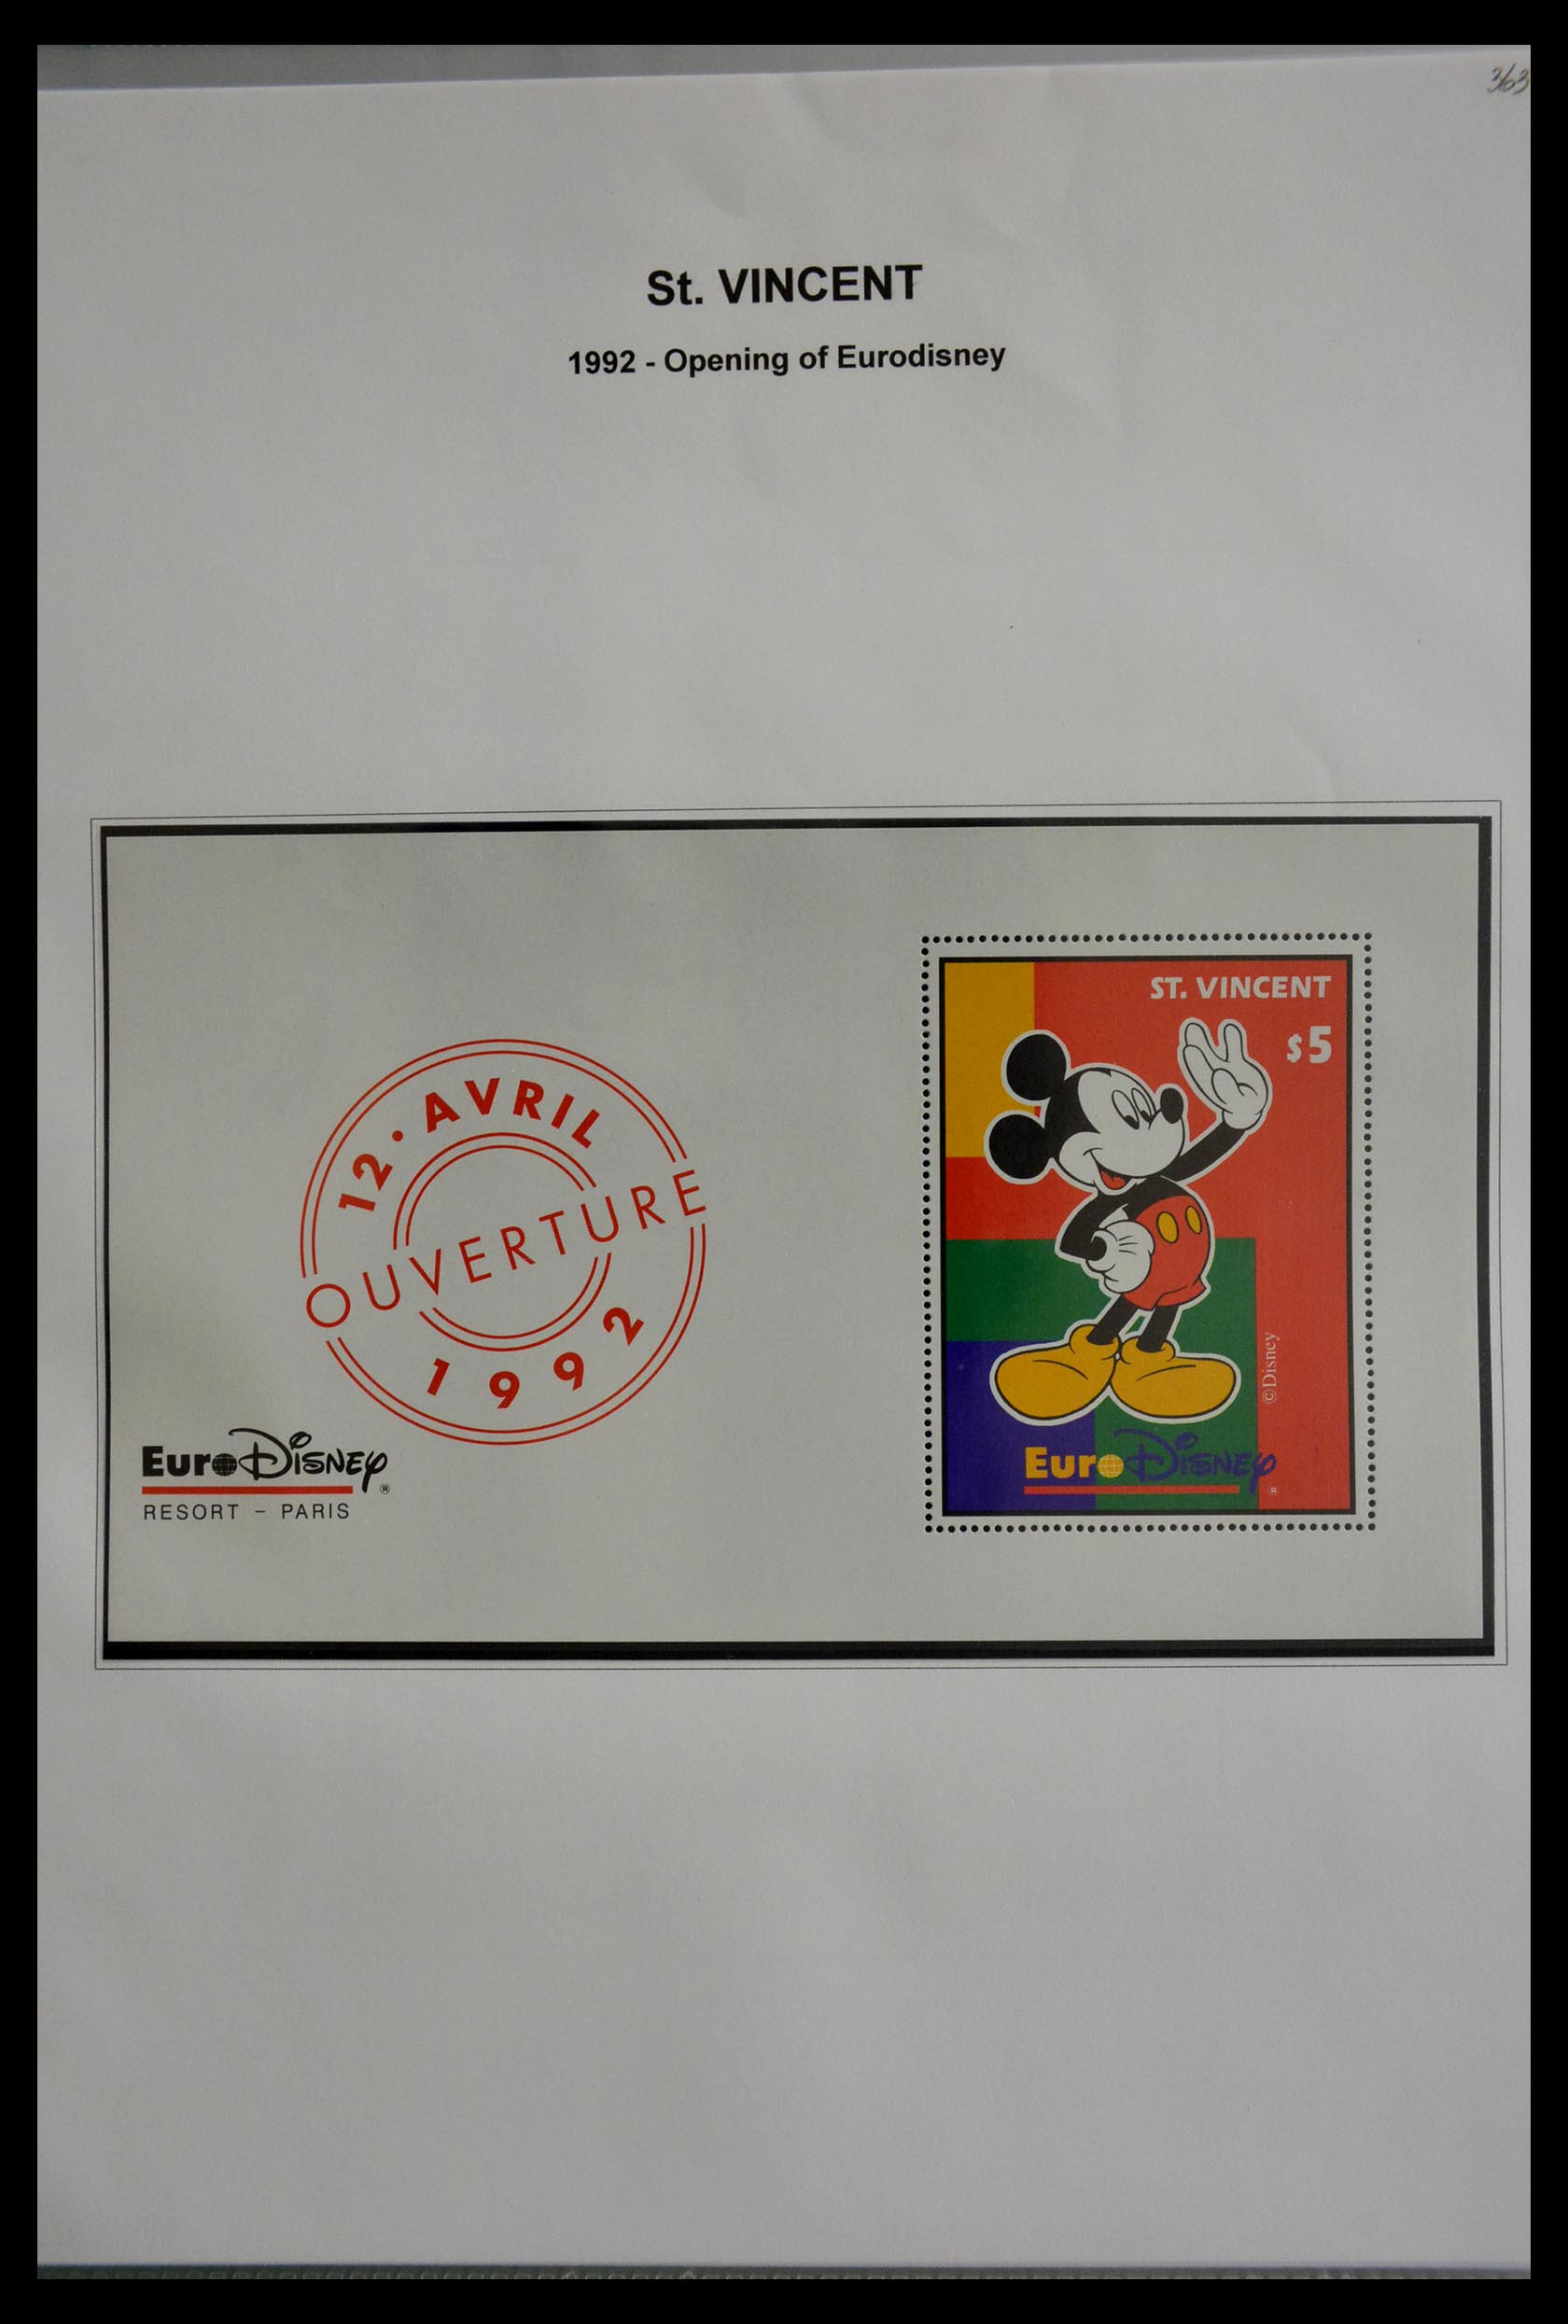 363
St. VINCENT
1992 - Opening of Eurodisney
12 · AVRIL
OUVERTURE
1992
EuroDisney®
RESORT – PARIS
ST. VINCENT
$5
©Disney
EuroDisney®